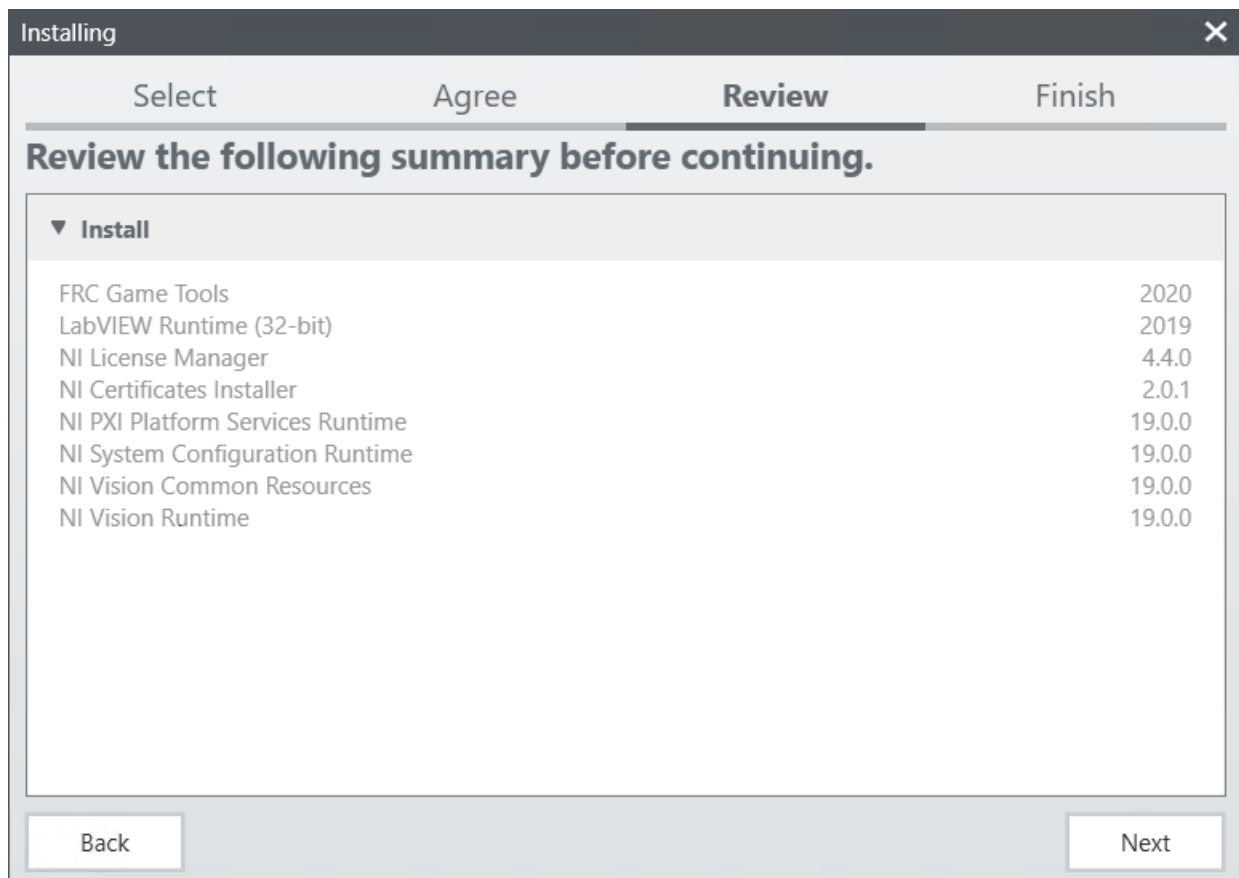 Installing
Select Agree Review Finish
Review the following summary before continuing.
Install
FRC Game Tools 2020
LabVIEW Runtime (32-bit) 2019
NI License Manager 4.4.0
NI Certificates Installer 2.0.1
NI PXI Platform Services Runtime 19.0.0
NI System Configuration Runtime 19.0.0
NI Vision Common Resources 19.0.0
NI Vision Runtime 19.0.0
Back Next